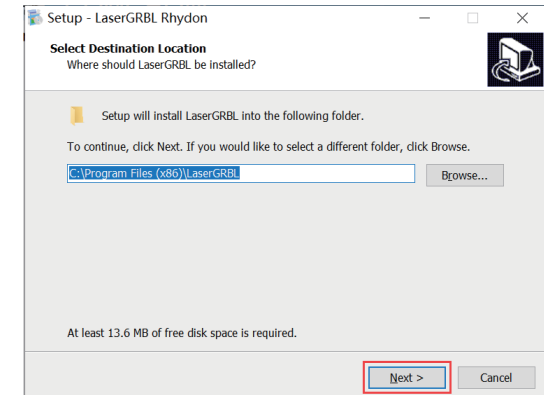 Setup - LaserGRBL Rhydon
Select Destination Location
Where should LaserGRBL be installed?
Setup will install LaserGRBL into the following folder.
To continue, click Next. If you would like to select a different folder, click Browse.
C:\Program Files (x86)\LaserGRBL
Browse...
At least 13.6 MB of free disk space is required.
Next >
Cancel